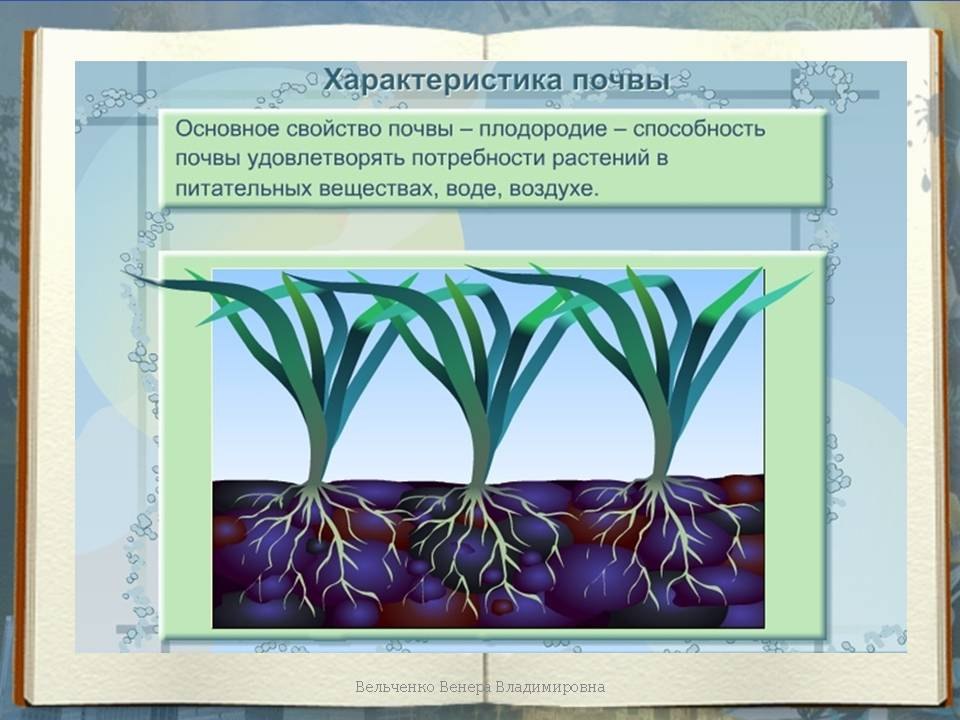 Характеристика почвы
Основное свойство почвы – плодородие – способность
почвы удовлетворять потребности растений в
питательных веществах, воде, воздухе.
Вельченко Венера Владимировна